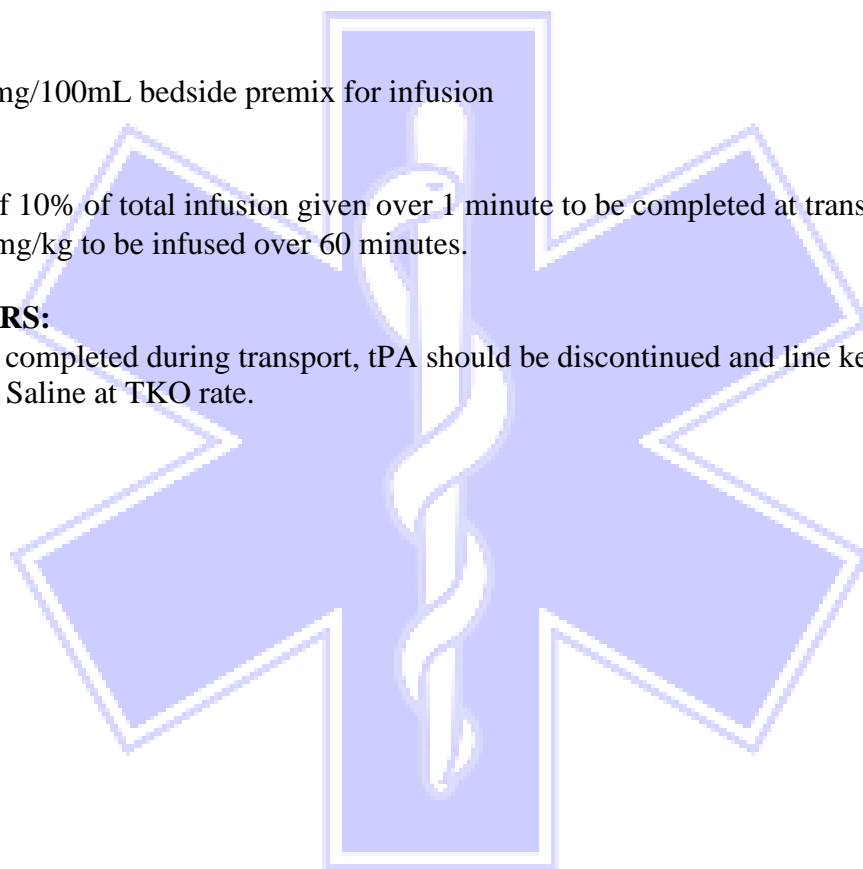 mg/100mL bedside premix for infusion
f 10% of total infusion given over 1 minute to be completed at trans
mg/kg to be infused over 60 minutes.
RS:
completed during transport, tPA should be discontinued and line ke
Saline at TKO rate.